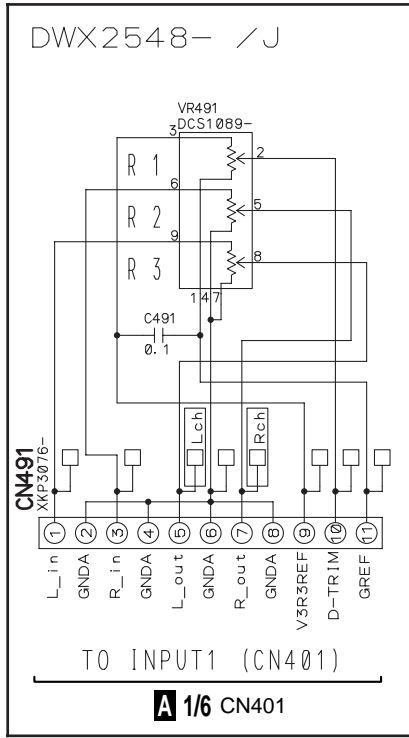 DWX2548- /J
VR491
DCS1089-
3
2
R 1
6
5
R 2
9
8
R 3
1 4 7
C491
0.1
Lch
Rch
CN491
XKP3076-
1 2 3 4 5 6 7 8 9 10 11
L_in
GNDA
R_in
GNDA
L_out
GNDA
R_out
GNDA
V3R3REF
D-TRIM
GREF
TO INPUT1 (CN401)
A 1/6 CN401